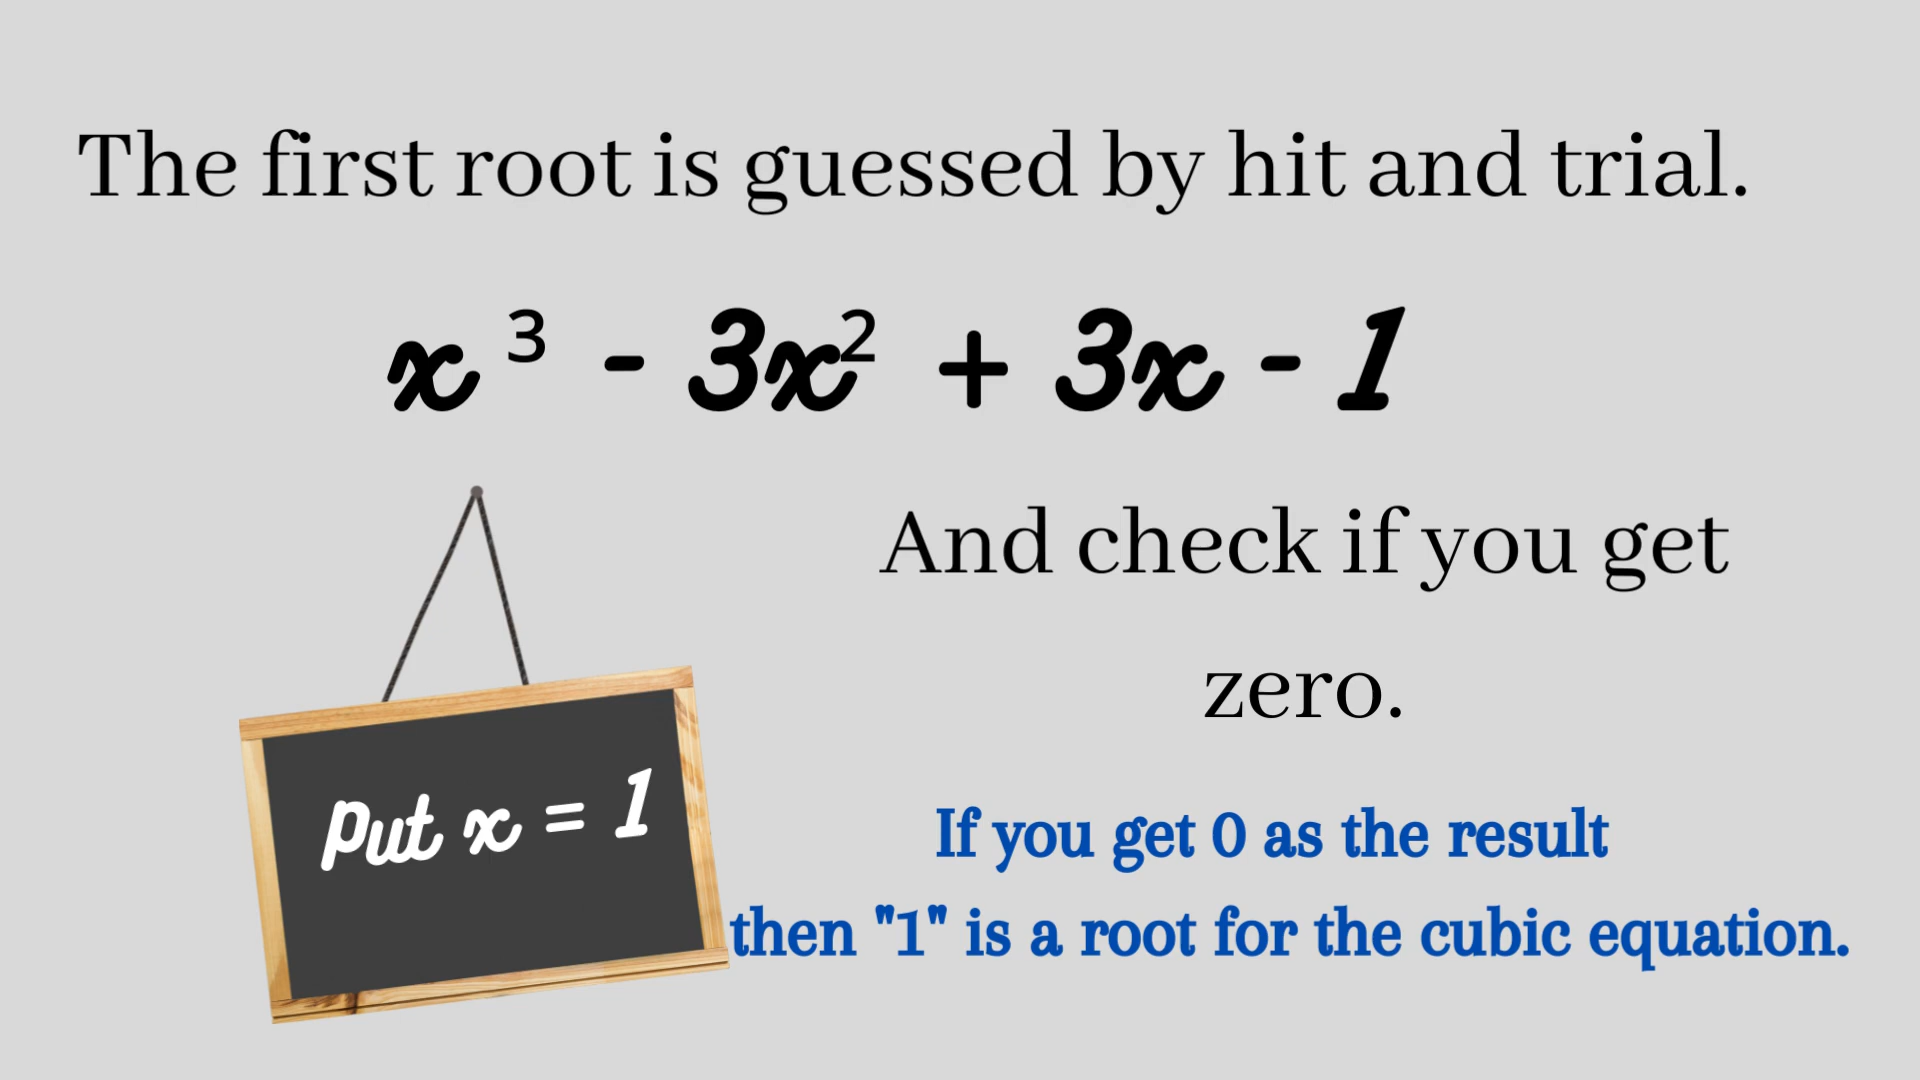 The first root is guessed by hit and trial.
x³ - 3x² + 3x - 1
And check if you get
zero.
Put x = 1
If you get 0 as the result
then "1" is a root for the cubic equation.